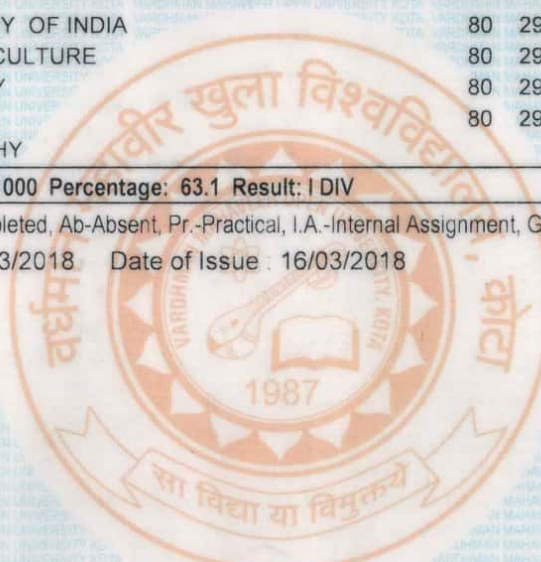 Y OF INDIA 80 29
CULTURE 80 29
Y 80 29
80 29
HY
000 Percentage: 63.1 Result: I DIV
leted, Ab-Absent, Pr.-Practical, I.A.-Internal Assignment, G
3/2018 Date of Issue : 16/03/2018
वर्धमान महावीर खुला विश्वविद्यालय, कोटा
VARDHAMAN MAHAVEER OPEN UNIVERSITY, KOTA
1987
सा विद्या या विमुक्तये